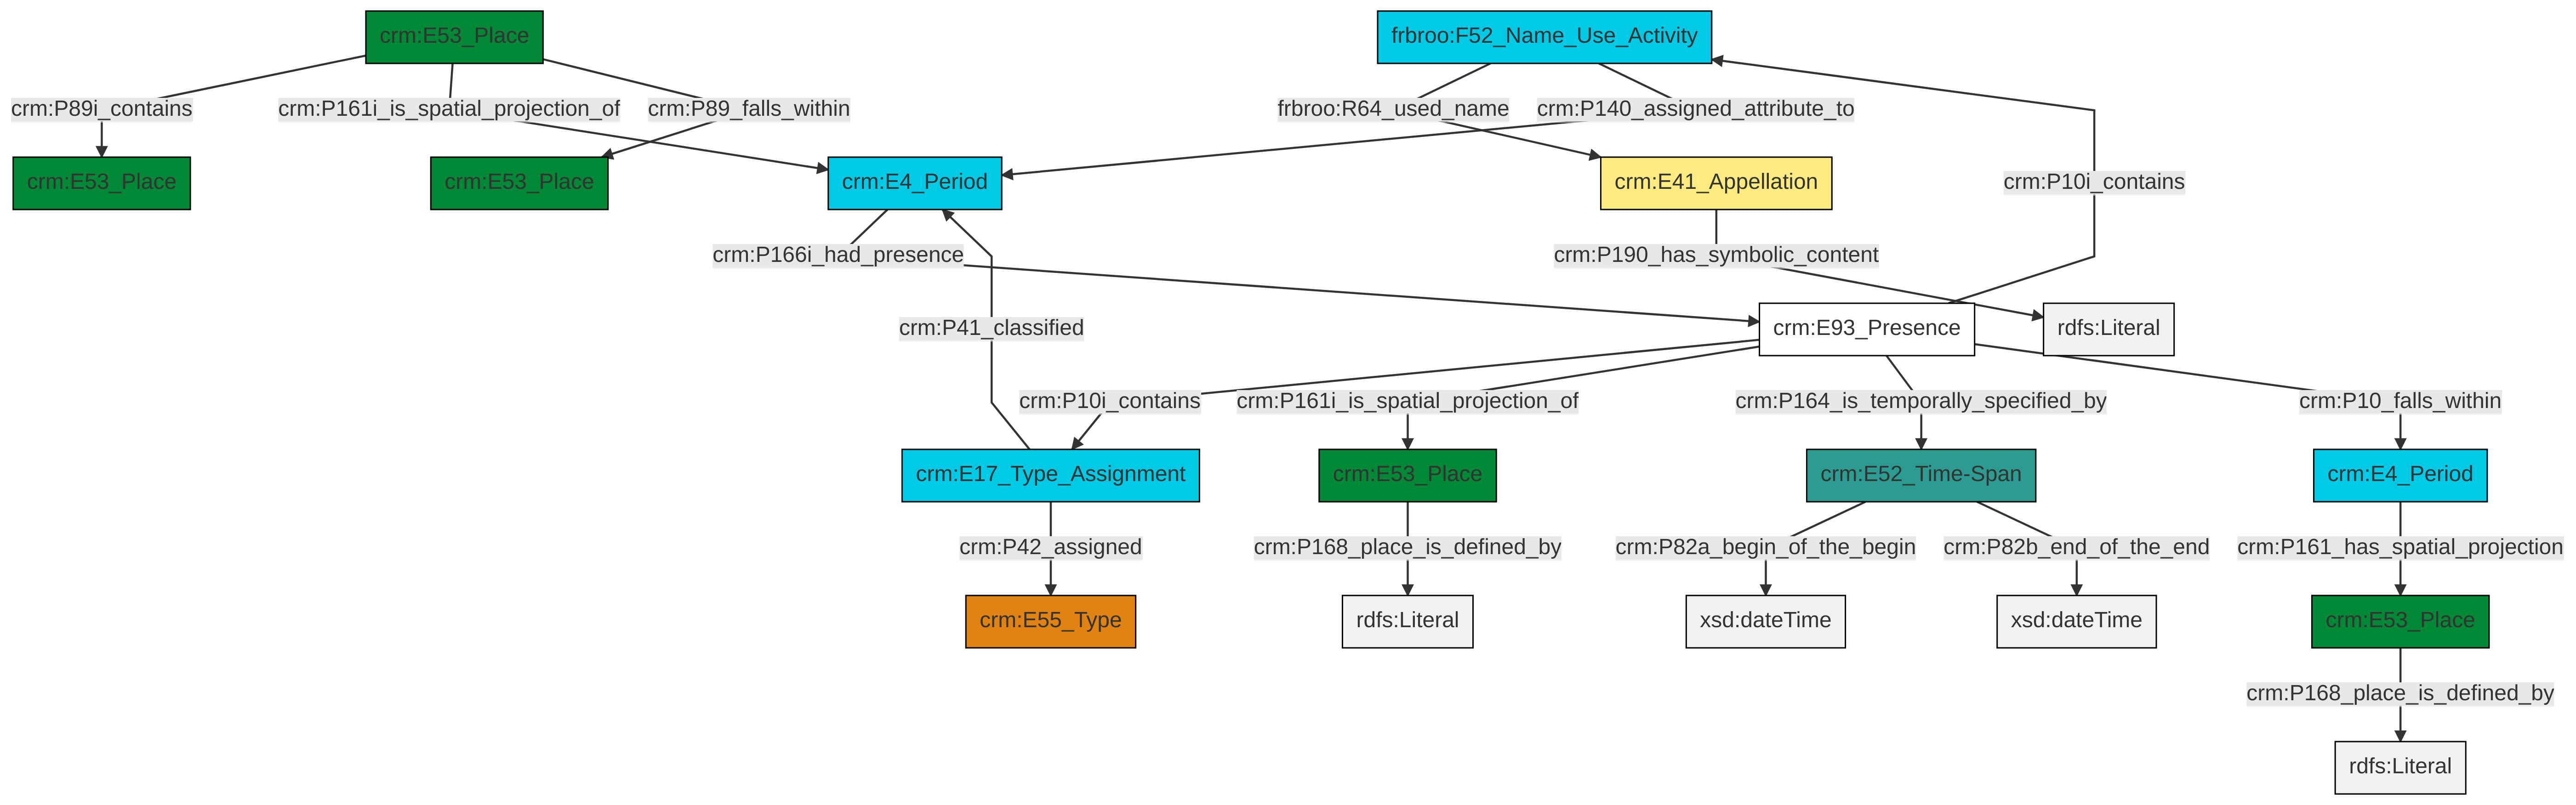 crm:E53_Place
frbroo:F52_Name_Use_Activity
crm:P89i_contains
crm:P161i_is_spatial_projection_of
crm:P89_falls_within
frbroo:R64_used_name
crm:P140_assigned_attribute_to
crm:E53_Place
crm:E53_Place
crm:E4_Period
crm:E41_Appellation
crm:P10i_contains
crm:P166i_had_presence
crm:P190_has_symbolic_content
crm:P41_classified
crm:E93_Presence
rdfs:Literal
crm:P10i_contains
crm:P161i_is_spatial_projection_of
crm:P164_is_temporally_specified_by
crm:P10_falls_within
crm:E17_Type_Assignment
crm:E53_Place
crm:E52_Time-Span
crm:E4_Period
crm:P42_assigned
crm:P168_place_is_defined_by
crm:P82a_begin_of_the_begin
crm:P82b_end_of_the_end
crm:P161_has_spatial_projection
crm:E55_Type
rdfs:Literal
xsd:dateTime
xsd:dateTime
crm:E53_Place
crm:P168_place_is_defined_by
rdfs:Literal